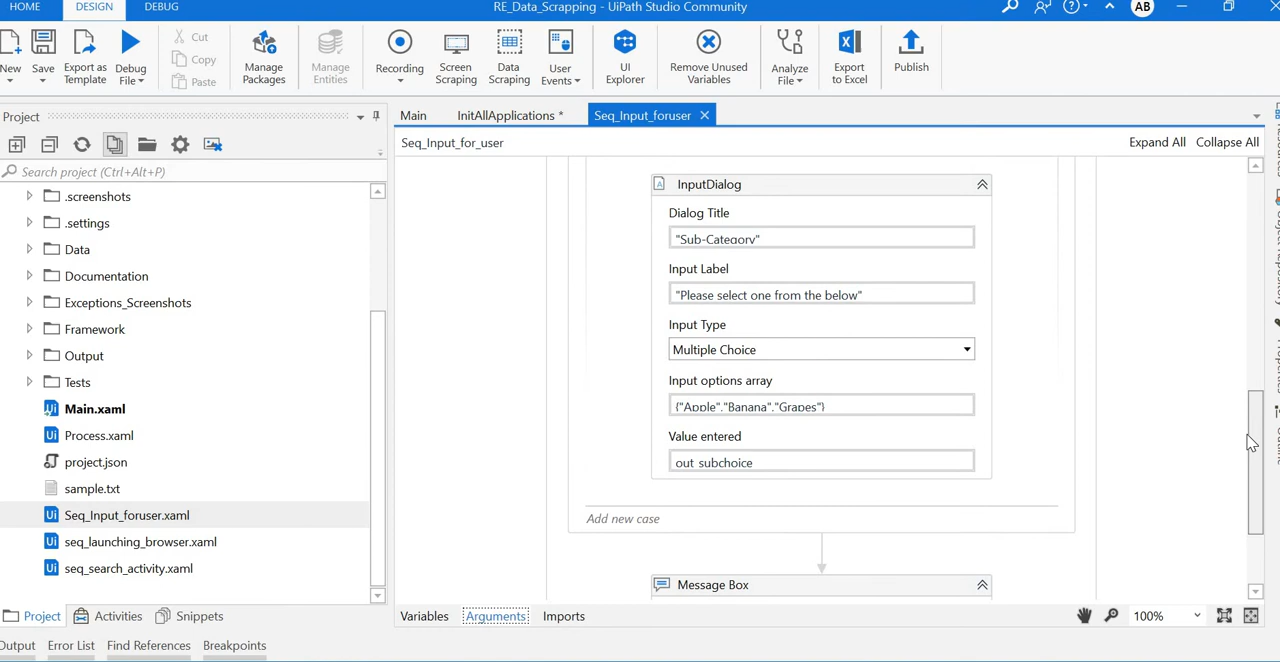 HOME
DESIGN
DEBUG
RE_Data_Scrapping - UiPath Studio Community
AB
New
Save
Export as Template
Debug File
Cut
Copy
Paste
Manage Packages
Manage Entities
Recording
Screen Scraping
Data Scraping
User Events
UI Explorer
Remove Unused Variables
Analyze File
Export to Excel
Publish
Project
Search project (Ctrl+Alt+P)
.screenshots
.settings
Data
Documentation
Exceptions_Screenshots
Framework
Output
Tests
Main.xaml
Process.xaml
project.json
sample.txt
Seq_Input_foruser.xaml
seq_launching_browser.xaml
seq_search_activity.xaml
Project
Activities
Snippets
Main
InitAllApplications *
Seq_Input_foruser
Seq_Input_for_user
Expand All
Collapse All
InputDialog
Dialog Title
"Sub-Category"
Input Label
"Please select one from the below"
Input Type
Multiple Choice
Input options array
{"Apple","Banana","Grapes"}
Value entered
out_subchoice
Add new case
Message Box
Variables
Arguments
Imports
100%
Output
Error List
Find References
Breakpoints